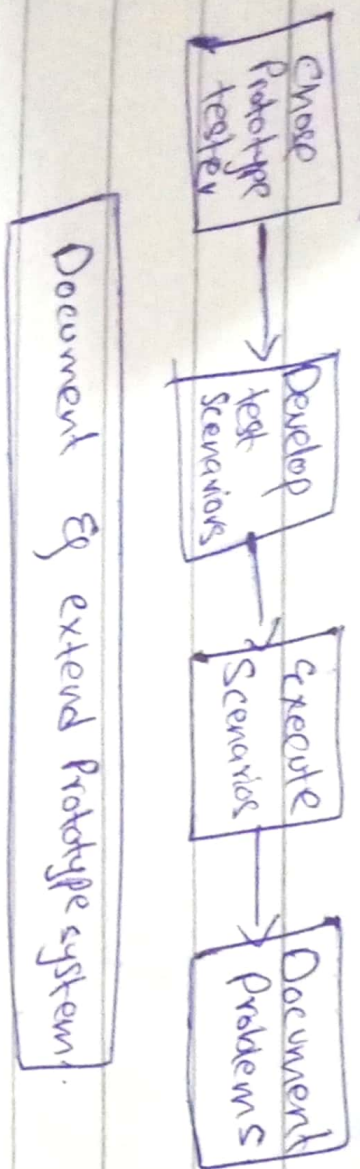 Chose
Prototype
tester
Develop
test
Scenarios
Execute
Scenarios
Document
Problems
Document & extend Prototype system.